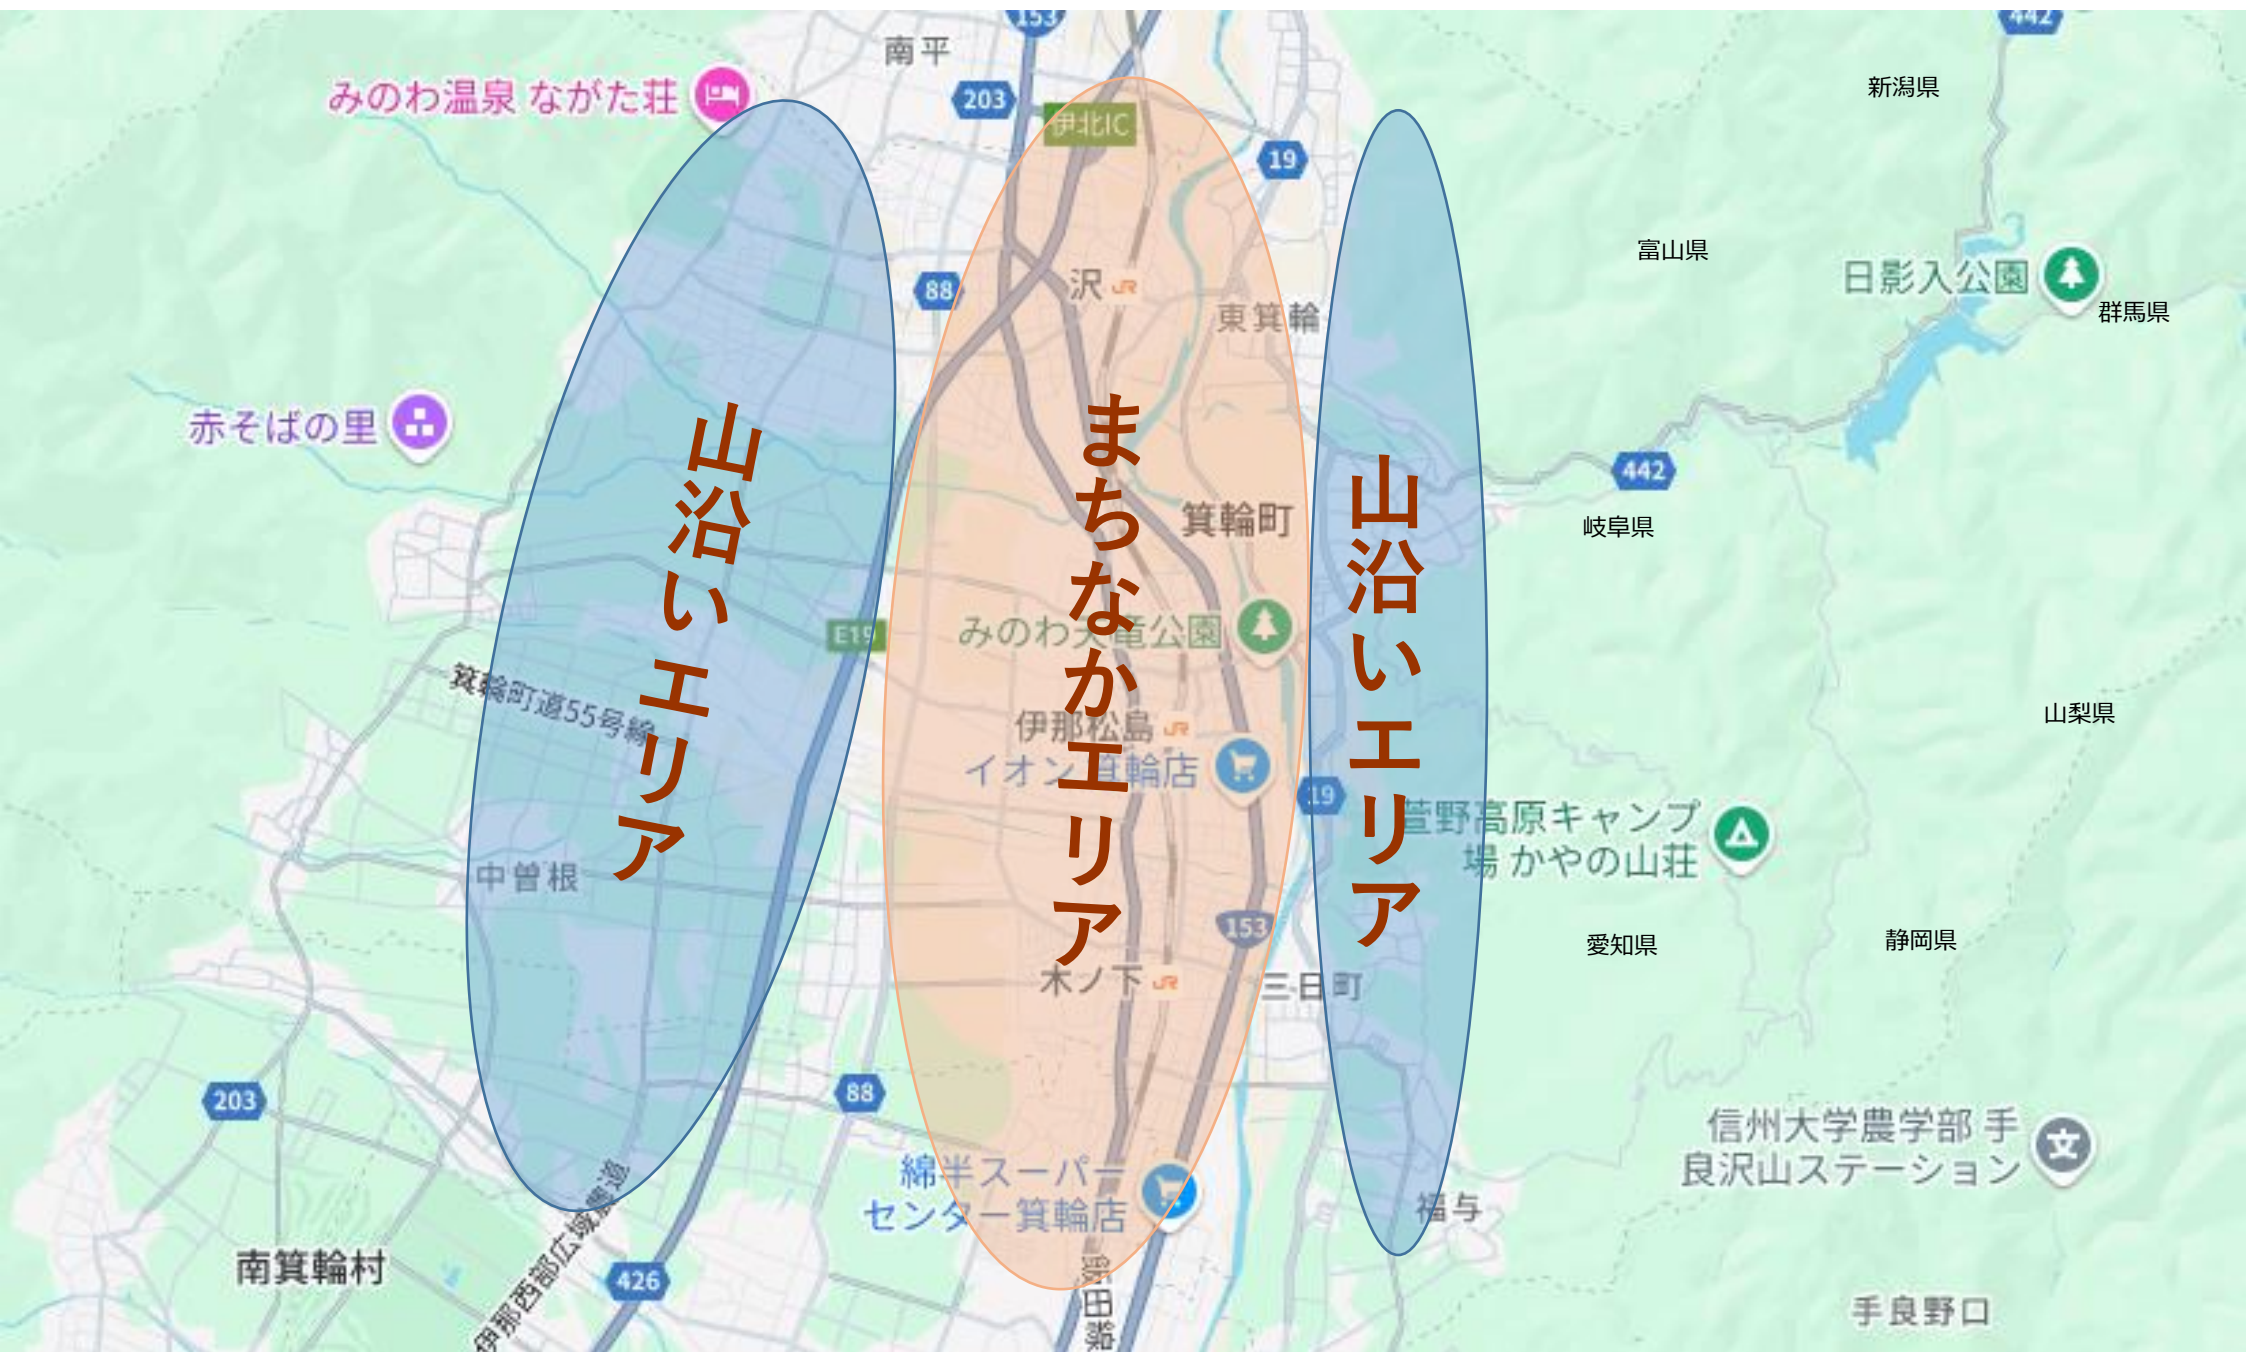 153
442
南平
新潟県
みのわ温泉 ながた荘
203
伊北IC
19
富山県
日影入公園
群馬県
沢 JR
88
東箕輪
赤そばの里
442
箕輪町
岐阜県
山沿いエリア
まちなかエリア
山沿いエリア
E19
みのわ天竜公園
箕輪町道55号線
伊那松島 JR
イオン 箕輪店
山梨県
19
萱野高原キャンプ
場 かやの山荘
中曽根
153
愛知県
静岡県
木ノ下 JR
三日町
203
88
信州大学農学部 手
良沢山ステーション
綿半スーパー
センター箕輪店
福与
伊那西部広域農道
南箕輪村
426
飯田線
手良野口